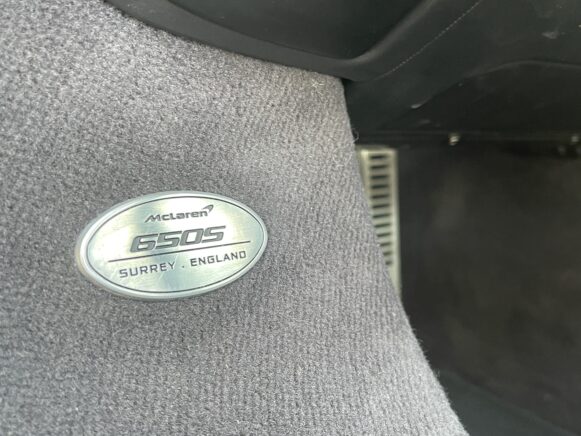 McLaren
650S
SURREY . ENGLAND